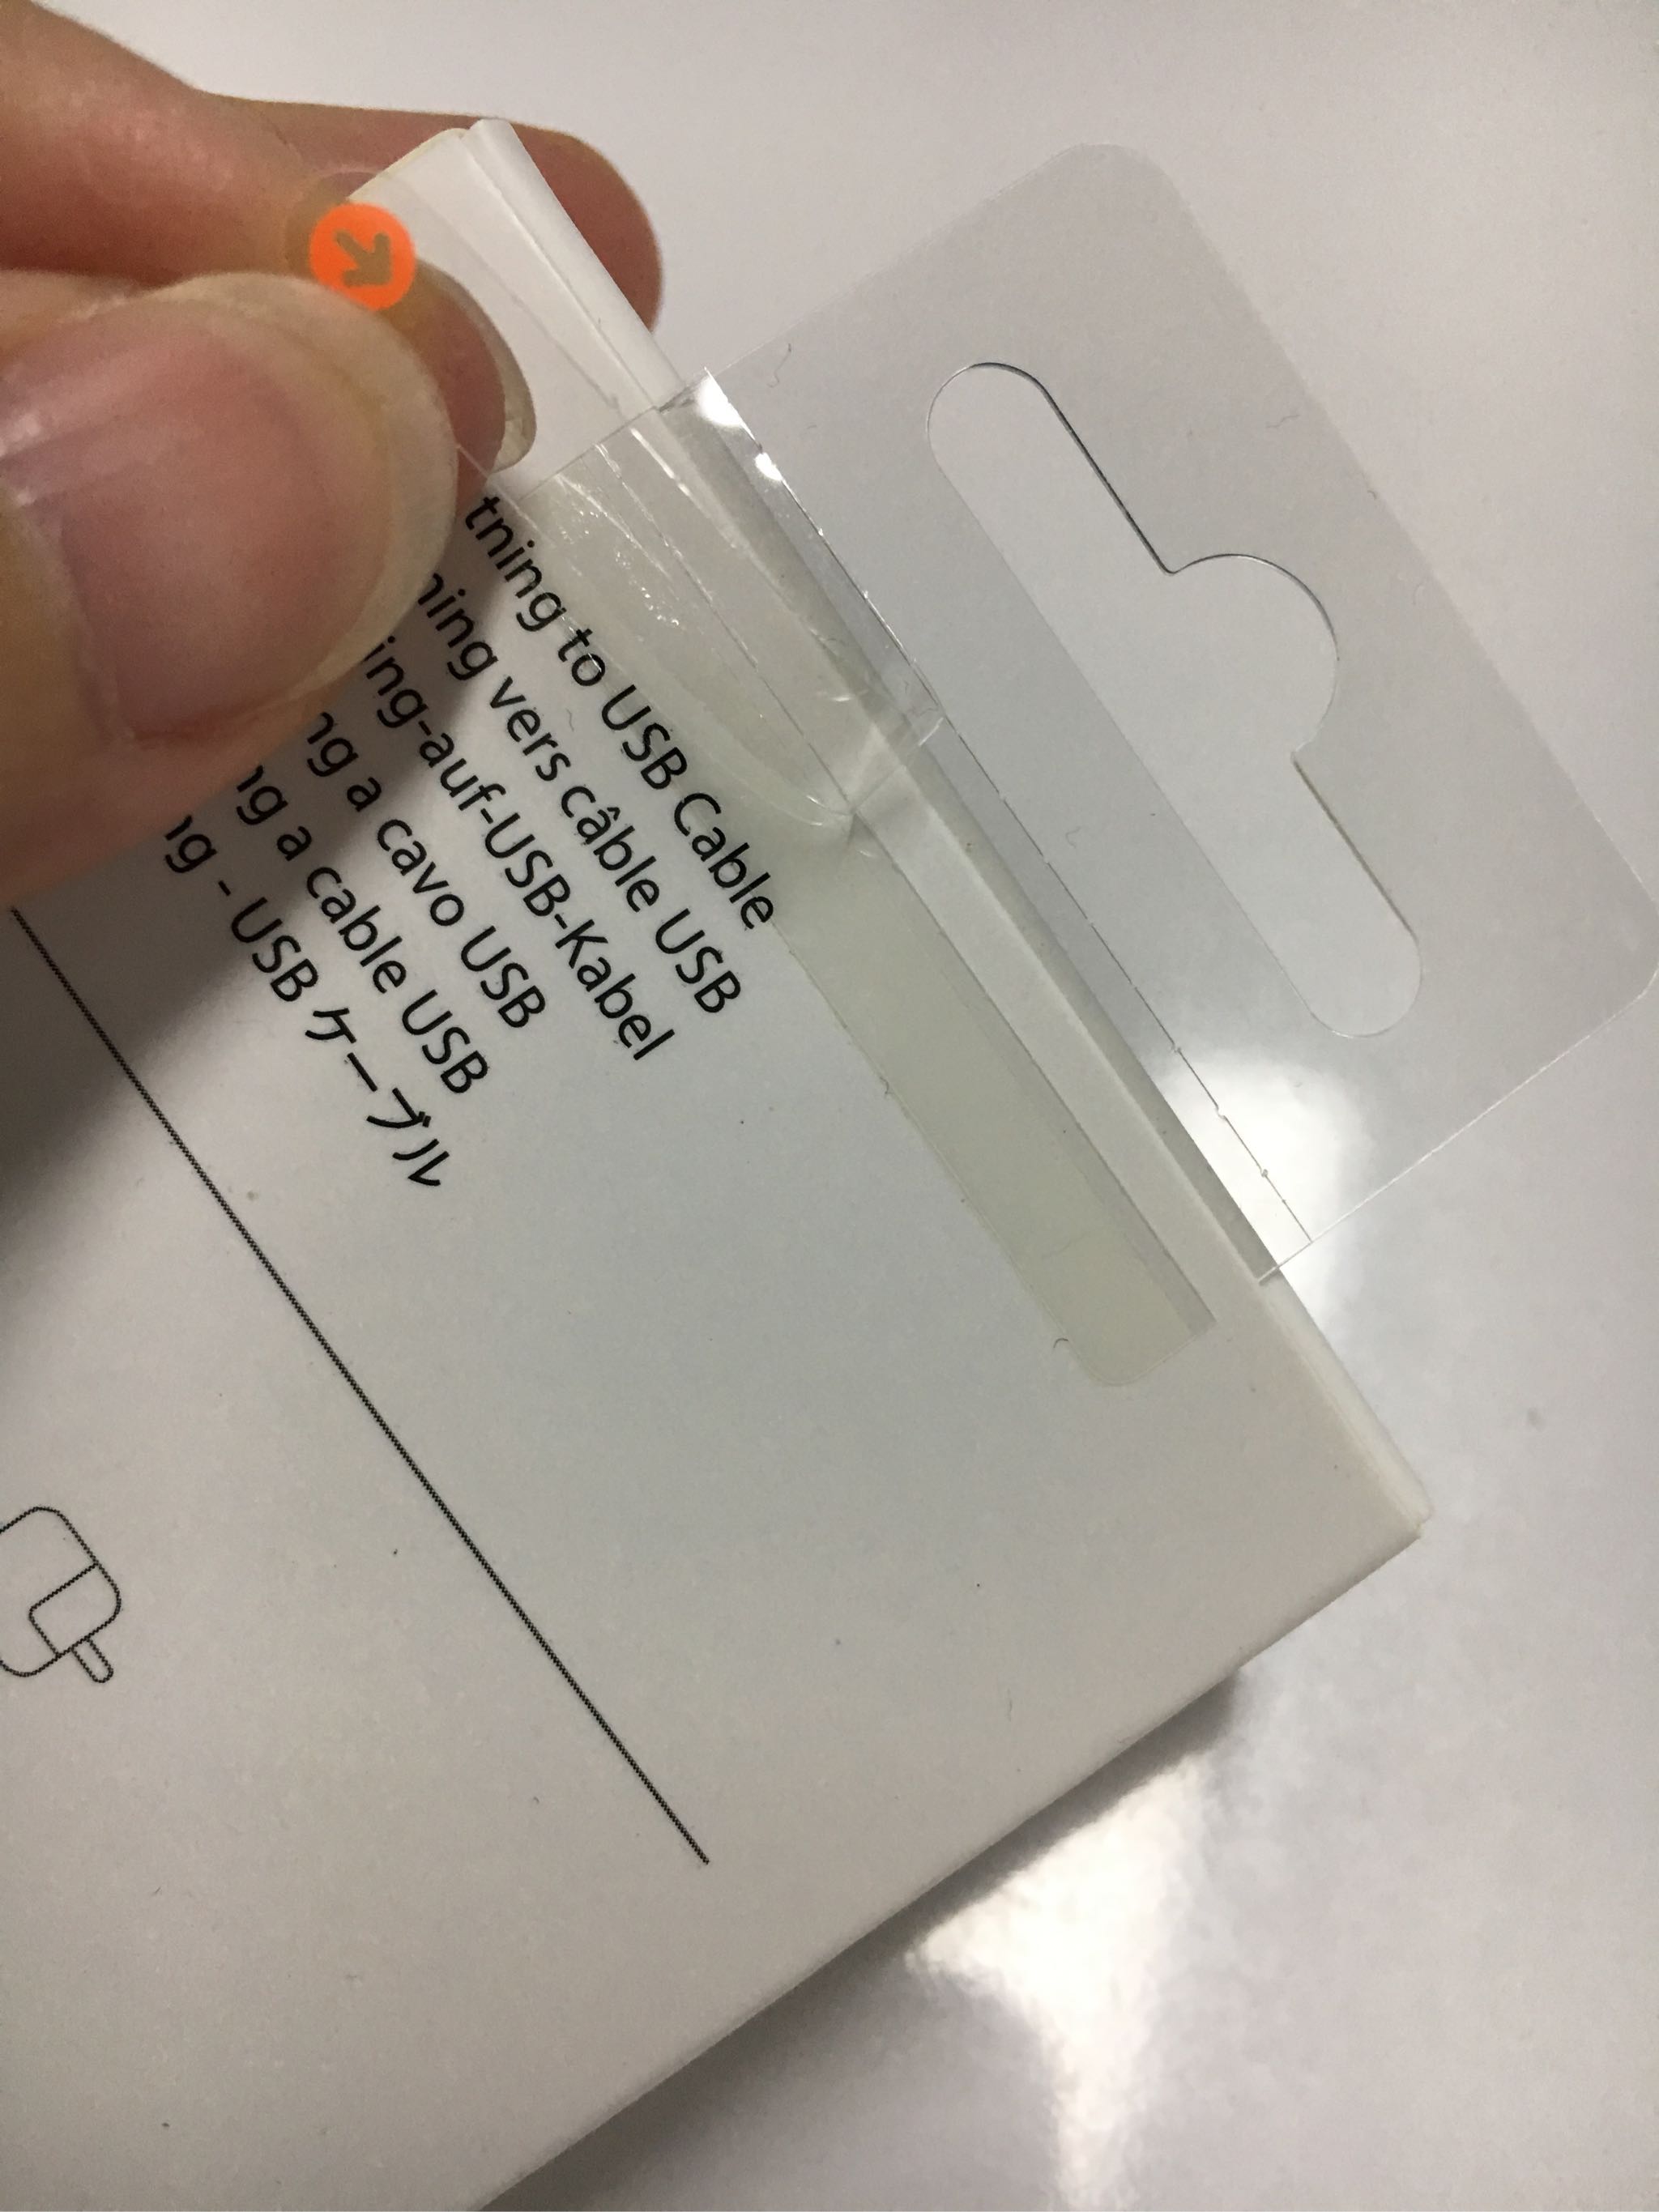 tning to USB Cable
ning vers câble USB
ing-auf-USB-Kabel
ng a cavo USB
ng a cable USB
ng - USB ケーブル